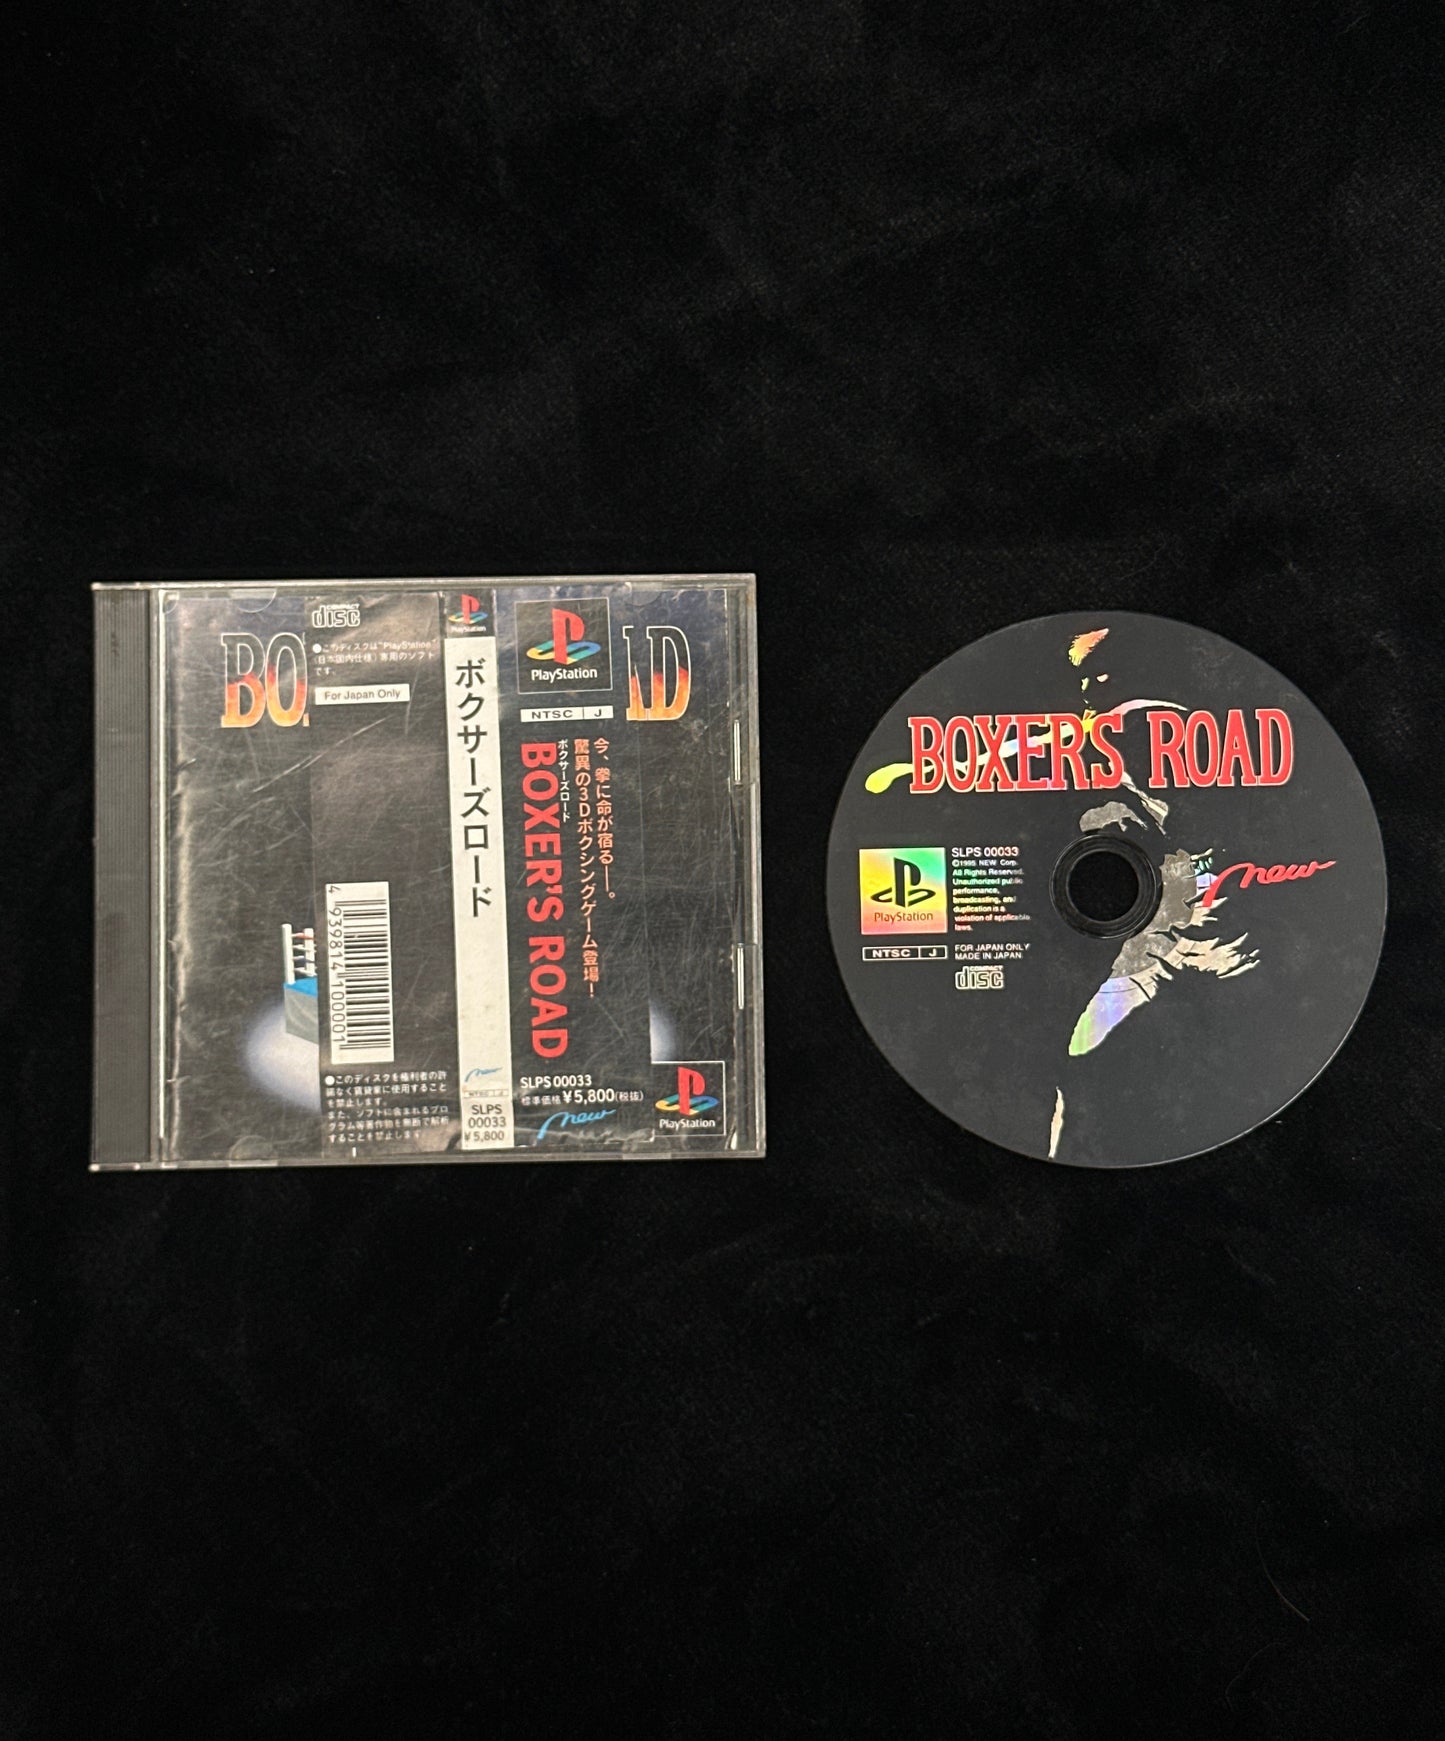 COMPACT
disc
BO
●このディスクは"PlayStation"
(日本国内仕様)専用のソフト
です。
For Japan Only
4 939814 100001
●このディスクを権利者の許
諾なく賃貸業に使用すること
を禁止します。
また、ソフトに含まれるプロ
グラム等著作物を無断で解析
することを禁止します
PlayStation
ボクサーズロード
new
NTSC J
SLPS
00033
¥5,800
PlayStation
NTSC J
今、拳に命が宿る――。
驚異の3Dボクシングゲーム登場!
ボクサーズロード
BOXER'S ROAD
SLPS 00033
標準価格 ¥5,800(税抜)
new
AD
PlayStation
BOXER'S ROAD
PlayStation
SLPS 00033
©1995 NEW Corp.
All Rights Reserved.
Unauthorized public
performance,
broadcasting, and
duplication is a
violation of applicable
laws.
new
NTSC J
FOR JAPAN ONLY
MADE IN JAPAN
COMPACT
disc